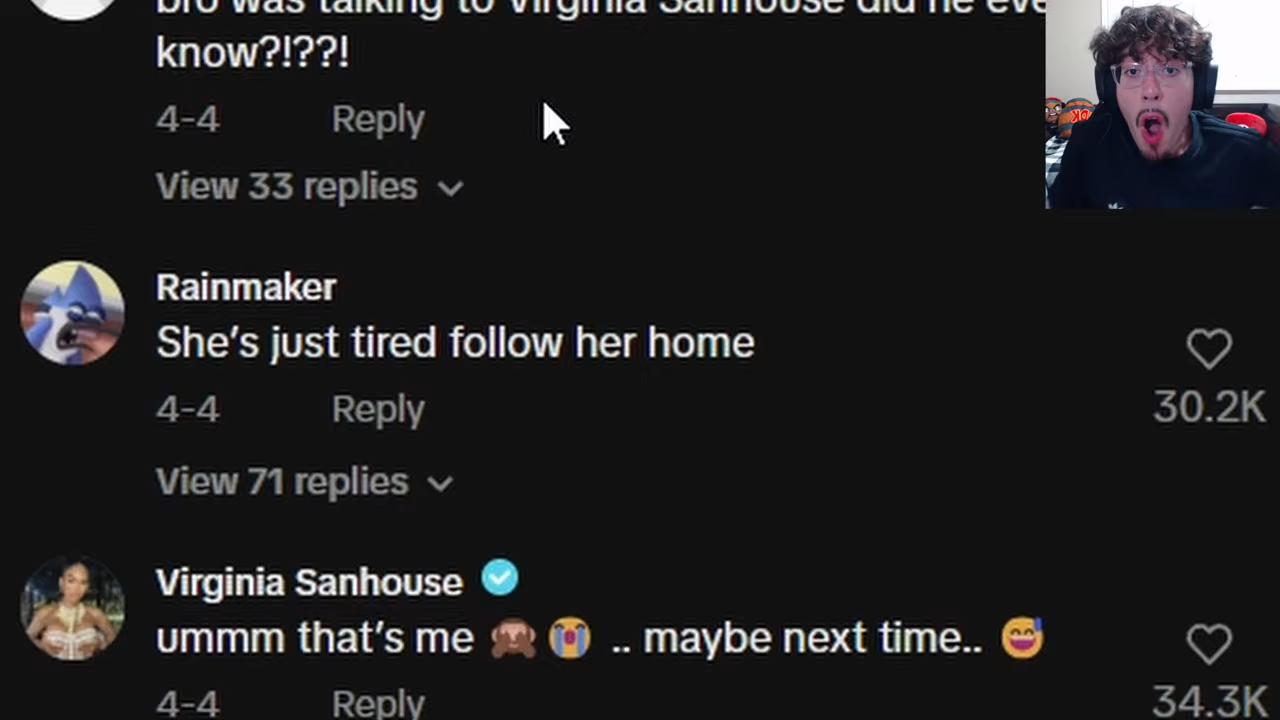 bro was talking to Virginia Sanhouse did he eve
know?!??!
4-4 Reply
View 33 replies
Rainmaker
She's just tired follow her home
30.2K
4-4 Reply
View 71 replies
Virginia Sanhouse
ummm that's me 🙈😭 .. maybe next time.. 😅
34.3K
4-4 Reply